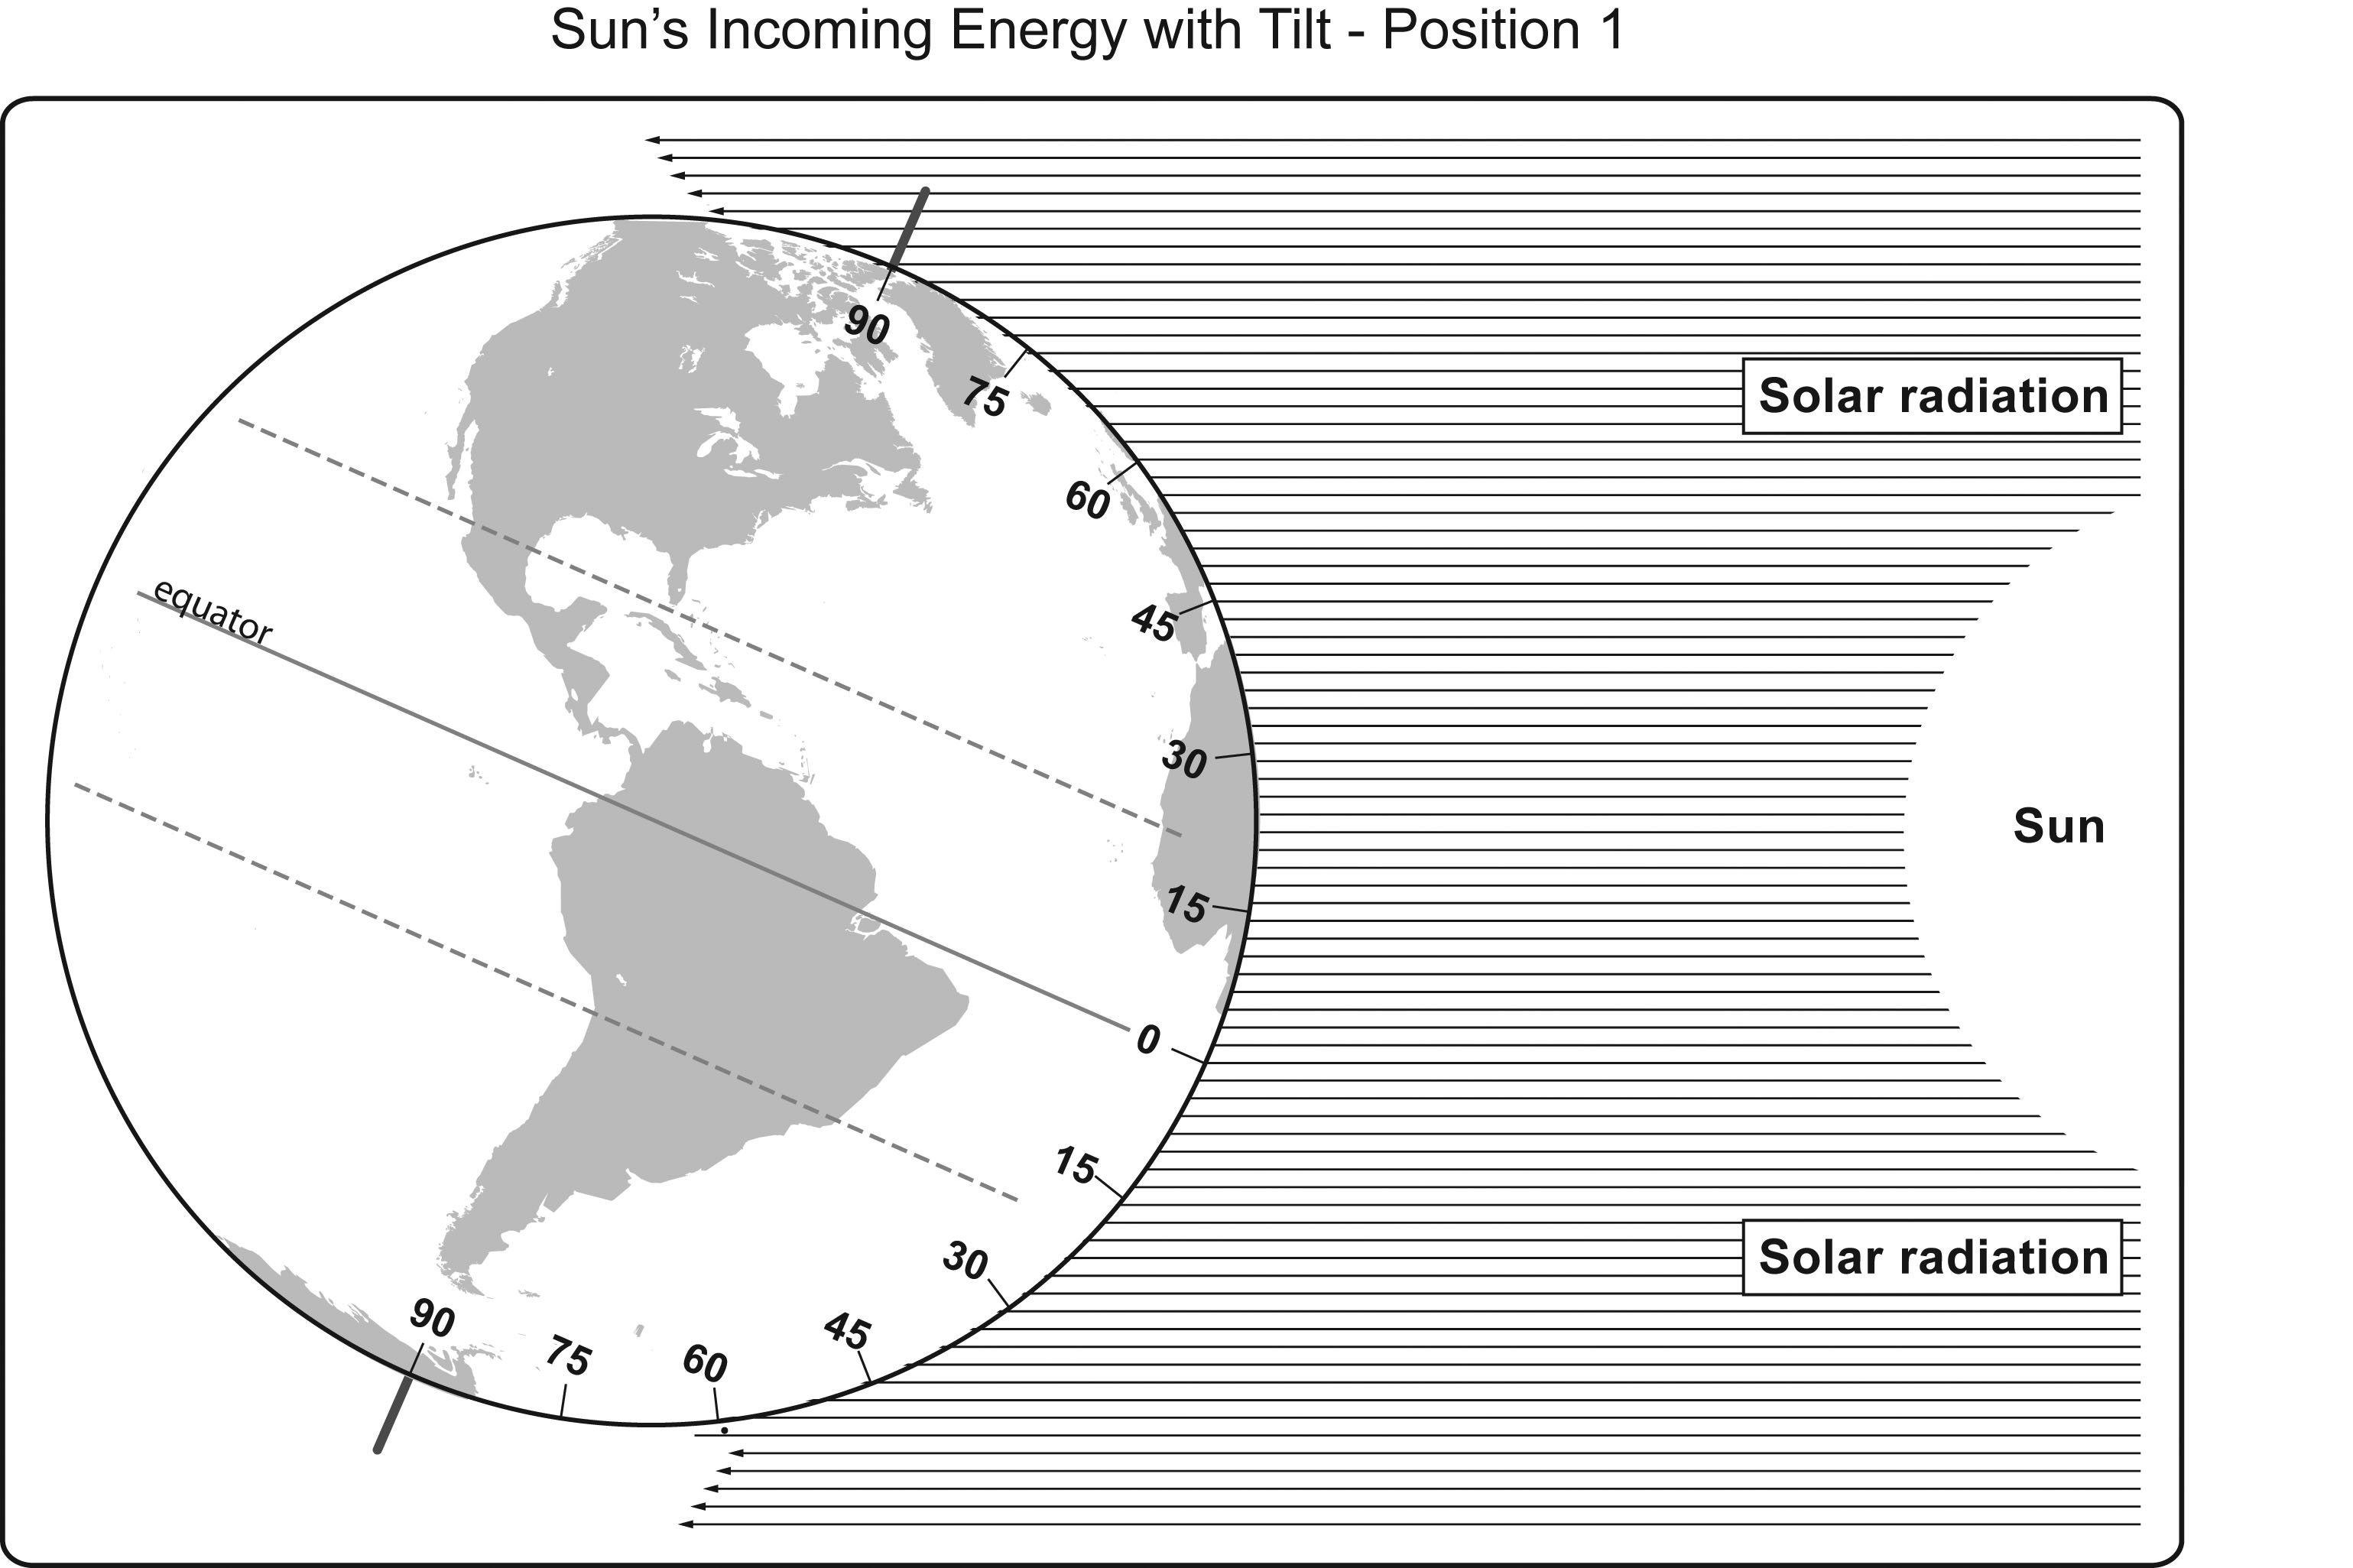 Sun’s Incoming Energy with Tilt - Position 1
90
75
Solar radiation
60
equator
45
30
Sun
15
0
15
30
Solar radiation
45
90
75
60